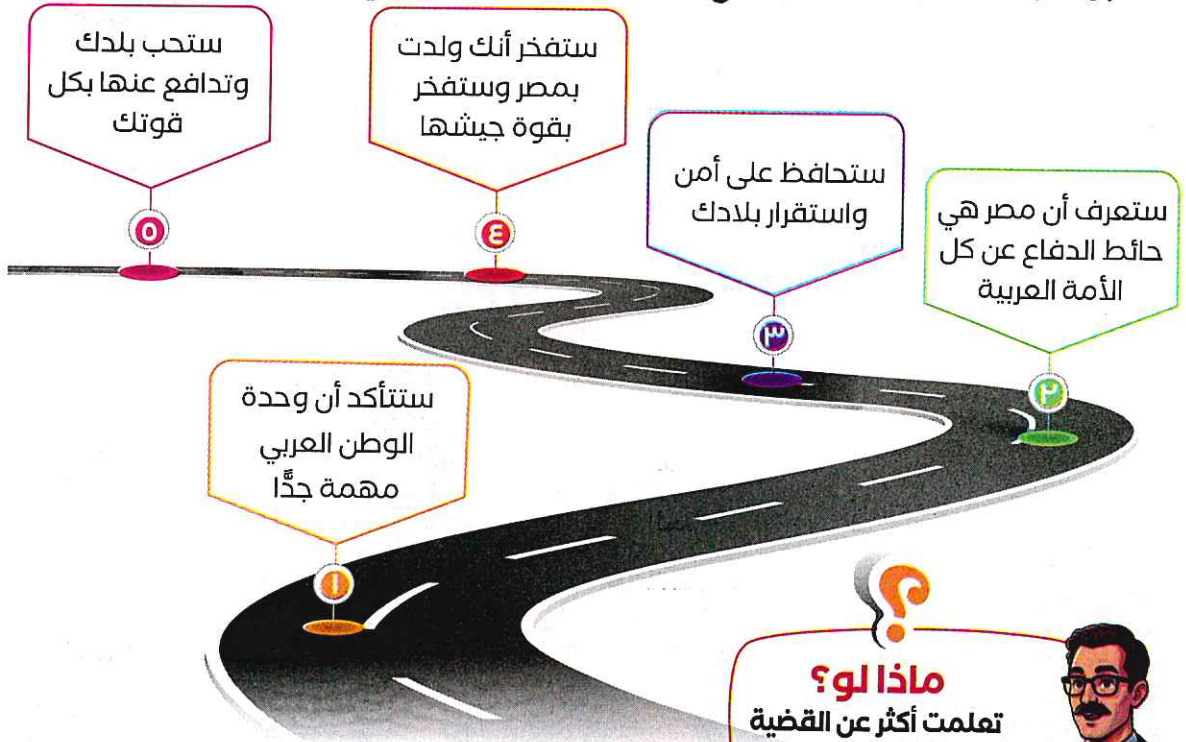 ستحب بلدك
وتدافع عنها بكل
قوتك
ستفخر أنك ولدت
بمصر وستفخر
بقوة جيشها
ستحافظ على أمن
واستقرار بلادك
ستعرف أن مصر هي
حائط الدفاع عن كل
الأمة العربية
٥
٤
٣
٢
ستتأكد أن وحدة
الوطن العربي
مهمة جدًّا
١
؟
ماذا لو؟
تعلمت أكثر عن القضية